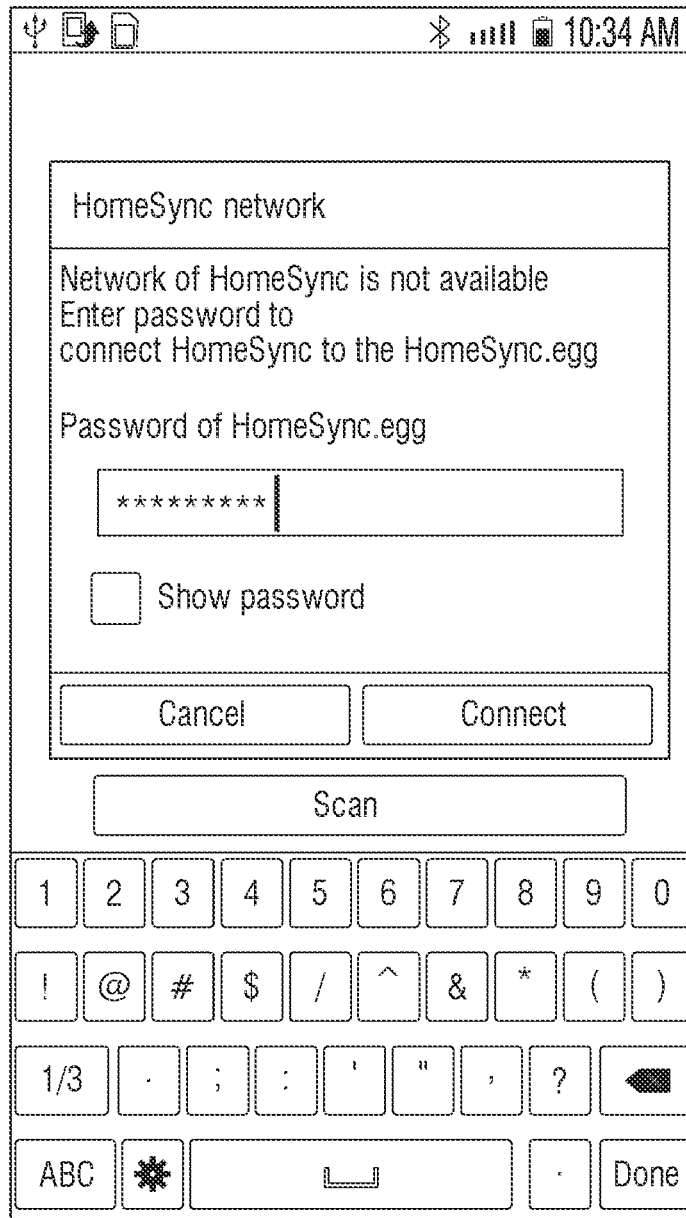 10:34 AM
HomeSync network
Network of HomeSync is not available
Enter password to
connect HomeSync to the HomeSync.egg
Password of HomeSync.egg
*********
Show password
Cancel Connect
Scan
1 2 3 4 5 6 7 8 9 0
! @ # $ / ^ & * ( )
1/3 · ; : ' " , ?
ABC . Done